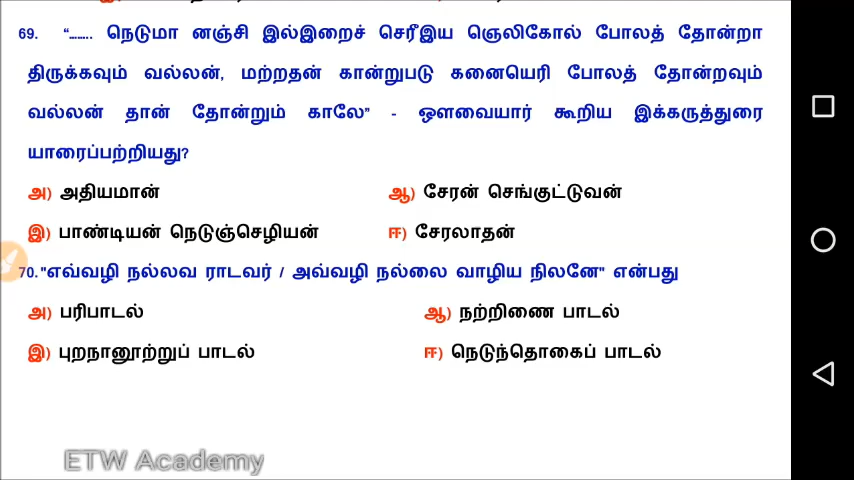 69. “....... நெடுமா னஞ்சி இல்இறைச் செரீஇய ஞெலிகோல் போலத் தோன்றா
திருக்கவும் வல்லன், மற்றதன் கான்றுபடு கனையெரி போலத் தோன்றவும்
வல்லன் தான் தோன்றும் காலே” - ஒளவையார் கூறிய இக்கருத்துரை
யாரைப்பற்றியது?
அ) அதியமான் ஆ) சேரன் செங்குட்டுவன்
இ) பாண்டியன் நெடுஞ்செழியன் ஈ) சேரலாதன்
70. "எவ்வழி நல்லவ ராடவர் / அவ்வழி நல்லை வாழிய நிலனே" என்பது
அ) பரிபாடல் ஆ) நற்றிணை பாடல்
இ) புறநானூற்றுப் பாடல் ஈ) நெடுந்தொகைப் பாடல்
ETW Academy